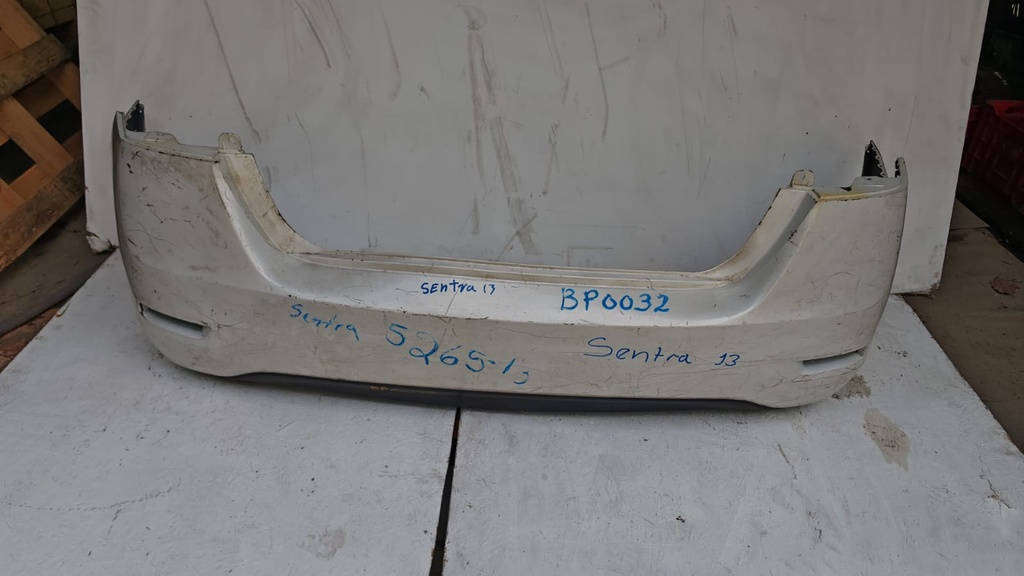 SEntra 13
BP0032
Sentra
5265-13
Sentra 13